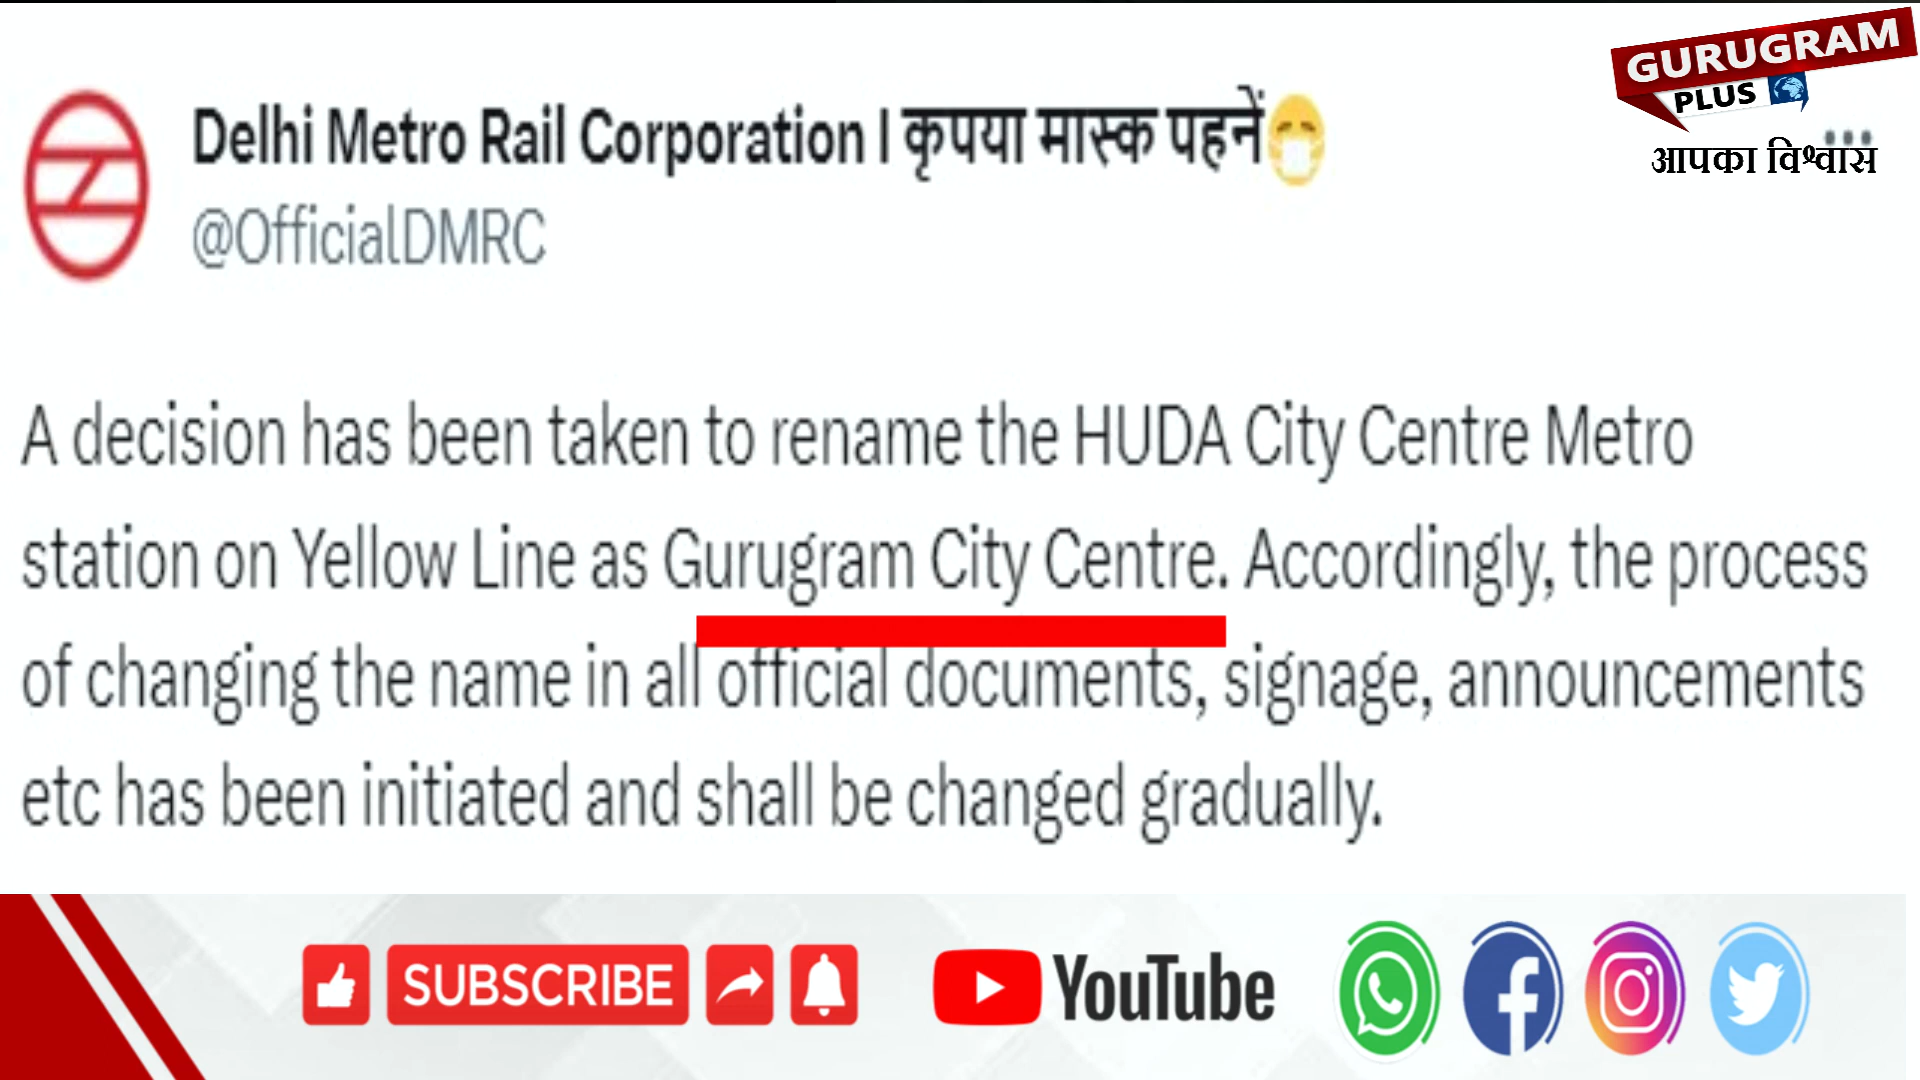 GURUGRAM
PLUS
आपका विश्वास
Delhi Metro Rail Corporation I कृपया मास्क पहनें
@OfficialDMRC
A decision has been taken to rename the HUDA City Centre Metro
station on Yellow Line as Gurugram City Centre. Accordingly, the process
of changing the name in all official documents, signage, announcements
etc has been initiated and shall be changed gradually.
SUBSCRIBE
YouTube